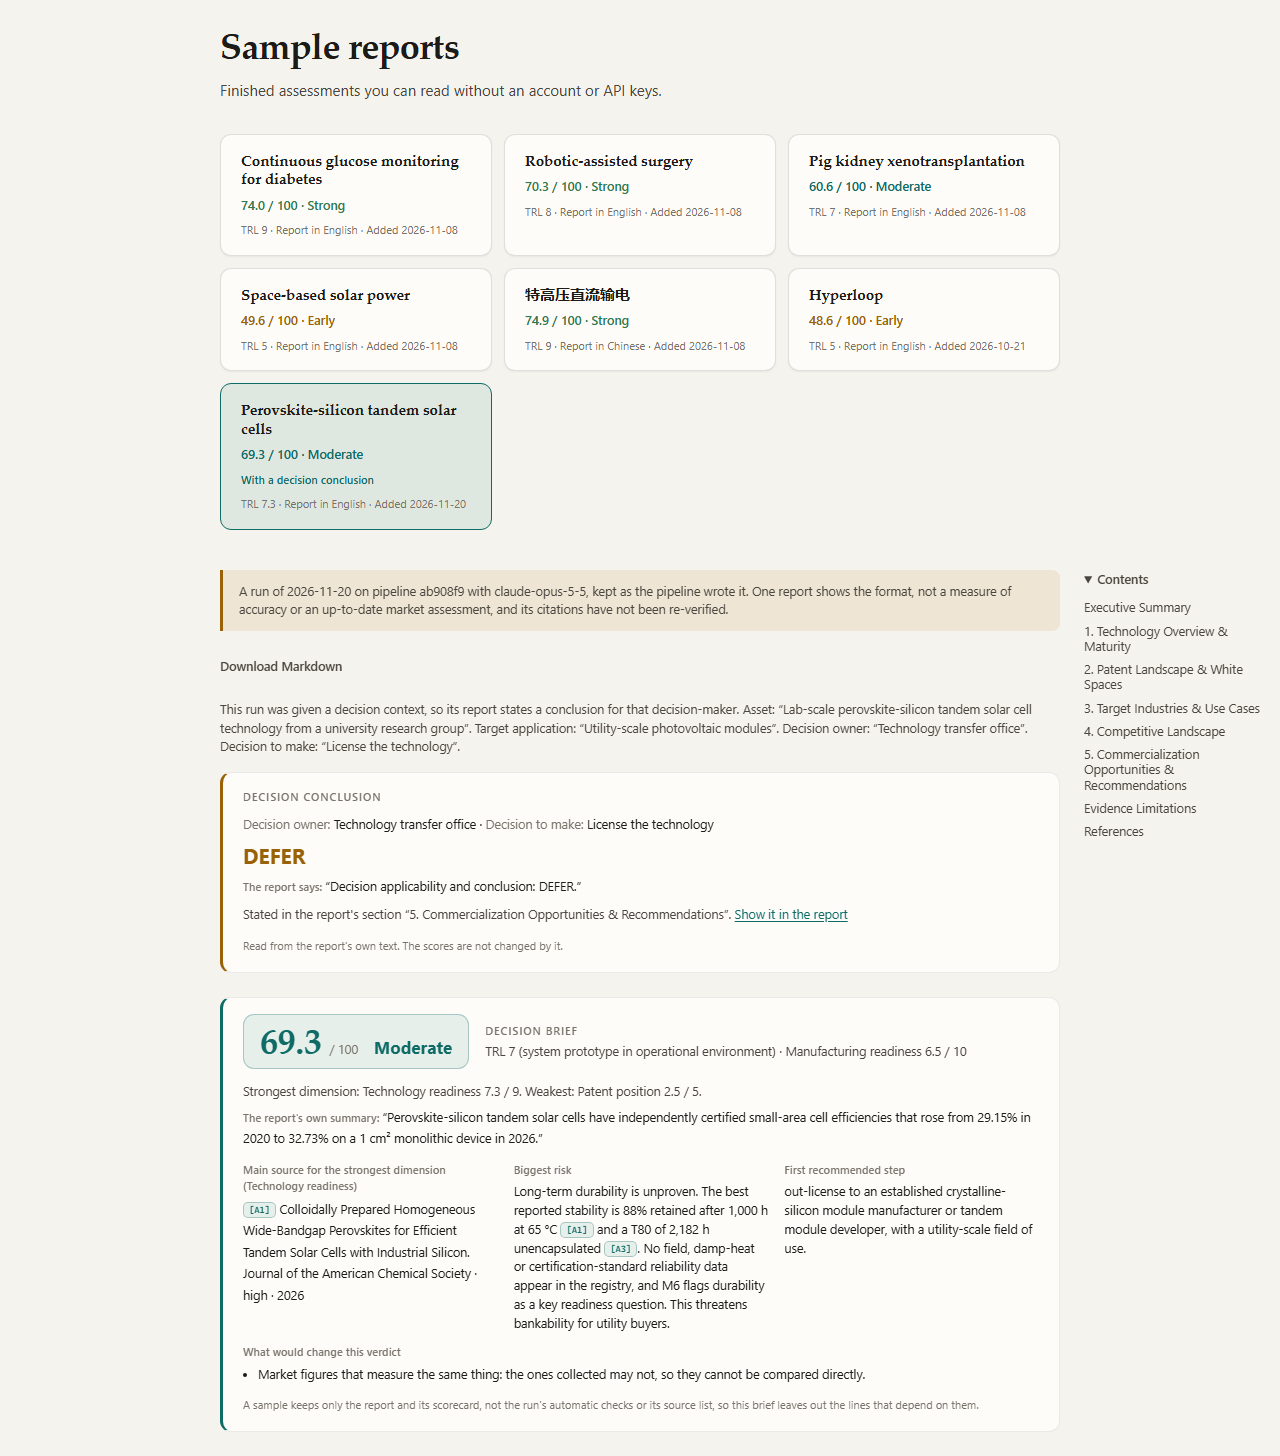 Sample reports
Finished assessments you can read without an account or API keys.
Continuous glucose monitoring
for diabetes
74.0 / 100 · Strong
TRL 9 · Report in English · Added 2026-11-08
Robotic-assisted surgery
70.3 / 100 · Strong
TRL 8 · Report in English · Added 2026-11-08
Pig kidney xenotransplantation
60.6 / 100 · Moderate
TRL 7 · Report in English · Added 2026-11-08
Space-based solar power
49.6 / 100 · Early
TRL 5 · Report in English · Added 2026-11-08
特高压直流输电
74.9 / 100 · Strong
TRL 9 · Report in Chinese · Added 2026-11-08
Hyperloop
48.6 / 100 · Early
TRL 5 · Report in English · Added 2026-10-21
Perovskite-silicon tandem solar
cells
69.3 / 100 · Moderate
With a decision conclusion
TRL 7.3 · Report in English · Added 2026-11-20
A run of 2026-11-20 on pipeline ab908f9 with claude-opus-5-5, kept as the pipeline wrote it. One report shows the format, not a measure of
accuracy or an up-to-date market assessment, and its citations have not been re-verified.
▼ Contents
Executive Summary
1. Technology Overview &
Maturity
2. Patent Landscape & White
Spaces
3. Target Industries & Use Cases
4. Competitive Landscape
5. Commercialization
Opportunities &
Recommendations
Evidence Limitations
References
Download Markdown
This run was given a decision context, so its report states a conclusion for that decision-maker. Asset: “Lab-scale perovskite-silicon tandem solar cell
technology from a university research group”. Target application: “Utility-scale photovoltaic modules”. Decision owner: “Technology transfer office”.
Decision to make: “License the technology”.
DECISION CONCLUSION
Decision owner: Technology transfer office · Decision to make: License the technology
DEFER
The report says: “Decision applicability and conclusion: DEFER.”
Stated in the report's section “5. Commercialization Opportunities & Recommendations”. Show it in the report
Read from the report's own text. The scores are not changed by it.
69.3 / 100 Moderate
DECISION BRIEF
TRL 7 (system prototype in operational environment) · Manufacturing readiness 6.5 / 10
Strongest dimension: Technology readiness 7.3 / 9. Weakest: Patent position 2.5 / 5.
The report's own summary: “Perovskite-silicon tandem solar cells have independently certified small-area cell efficiencies that rose from 29.15% in
2020 to 32.73% on a 1 cm² monolithic device in 2026.”
Main source for the strongest dimension
(Technology readiness)
[A1] Colloidally Prepared Homogeneous
Wide-Bandgap Perovskites for Efficient
Tandem Solar Cells with Industrial Silicon.
Journal of the American Chemical Society ·
high · 2026
Biggest risk
Long-term durability is unproven. The best
reported stability is 88% retained after 1,000 h
at 65 °C [A1] and a T80 of 2,182 h
unencapsulated [A3]. No field, damp-heat
or certification-standard reliability data
appear in the registry, and M6 flags durability
as a key readiness question. This threatens
bankability for utility buyers.
First recommended step
out-license to an established crystalline-
silicon module manufacturer or tandem
module developer, with a utility-scale field of
use.
What would change this verdict
• Market figures that measure the same thing: the ones collected may not, so they cannot be compared directly.
A sample keeps only the report and its scorecard, not the run's automatic checks or its source list, so this brief leaves out the lines that depend on them.